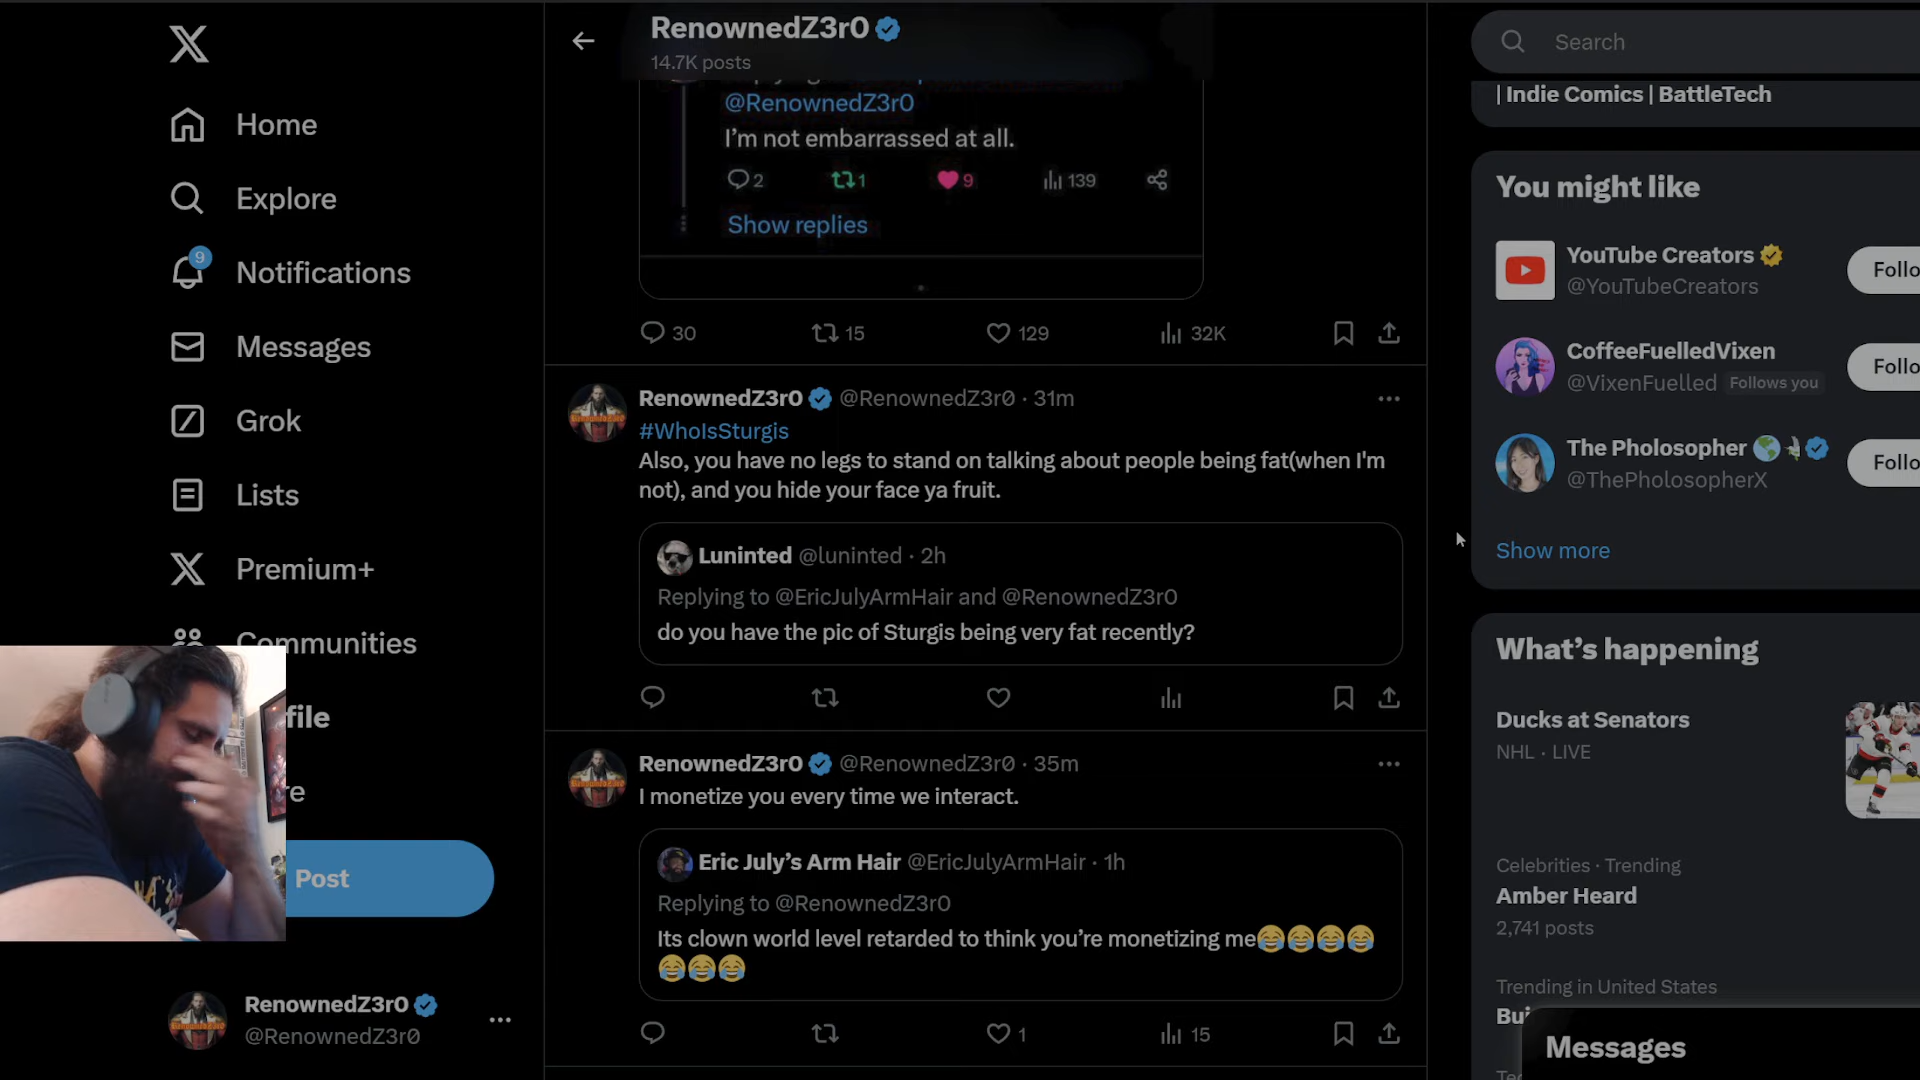 RenownedZ3r0
14.7K posts
Search
| Indie Comics | BattleTech
Home
Explore
9
Notifications
Messages
Grok
Lists
Premium+
Communities
file
re
Post
RenownedZ3r0
@RenownedZ3r0
@RenownedZ3r0
I'm not embarrassed at all.
2 1 9 139
Show replies
30 15 129 32K
RenownedZ3r0 @RenownedZ3r0 · 31m
#WhoIsSturgis
Also, you have no legs to stand on talking about people being fat(when I'm
not), and you hide your face ya fruit.
Luninted @luninted · 2h
Replying to @EricJulyArmHair and @RenownedZ3r0
do you have the pic of Sturgis being very fat recently?
RenownedZ3r0 @RenownedZ3r0 · 35m
I monetize you every time we interact.
Eric July's Arm Hair @EricJulyArmHair · 1h
Replying to @RenownedZ3r0
Its clown world level retarded to think you're monetizing me😂😂😂😂
😂😂😂
1 15
You might like
YouTube Creators
@YouTubeCreators
Follo
CoffeeFuelledVixen
@VixenFuelled Follows you
Follo
The Pholosopher
@ThePholosopherX
Follo
Show more
What's happening
Ducks at Senators
NHL · LIVE
Celebrities · Trending
Amber Heard
2,741 posts
Trending in United States
Messages